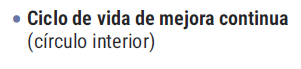 • Ciclo de vida de mejora continua
(círculo interior)